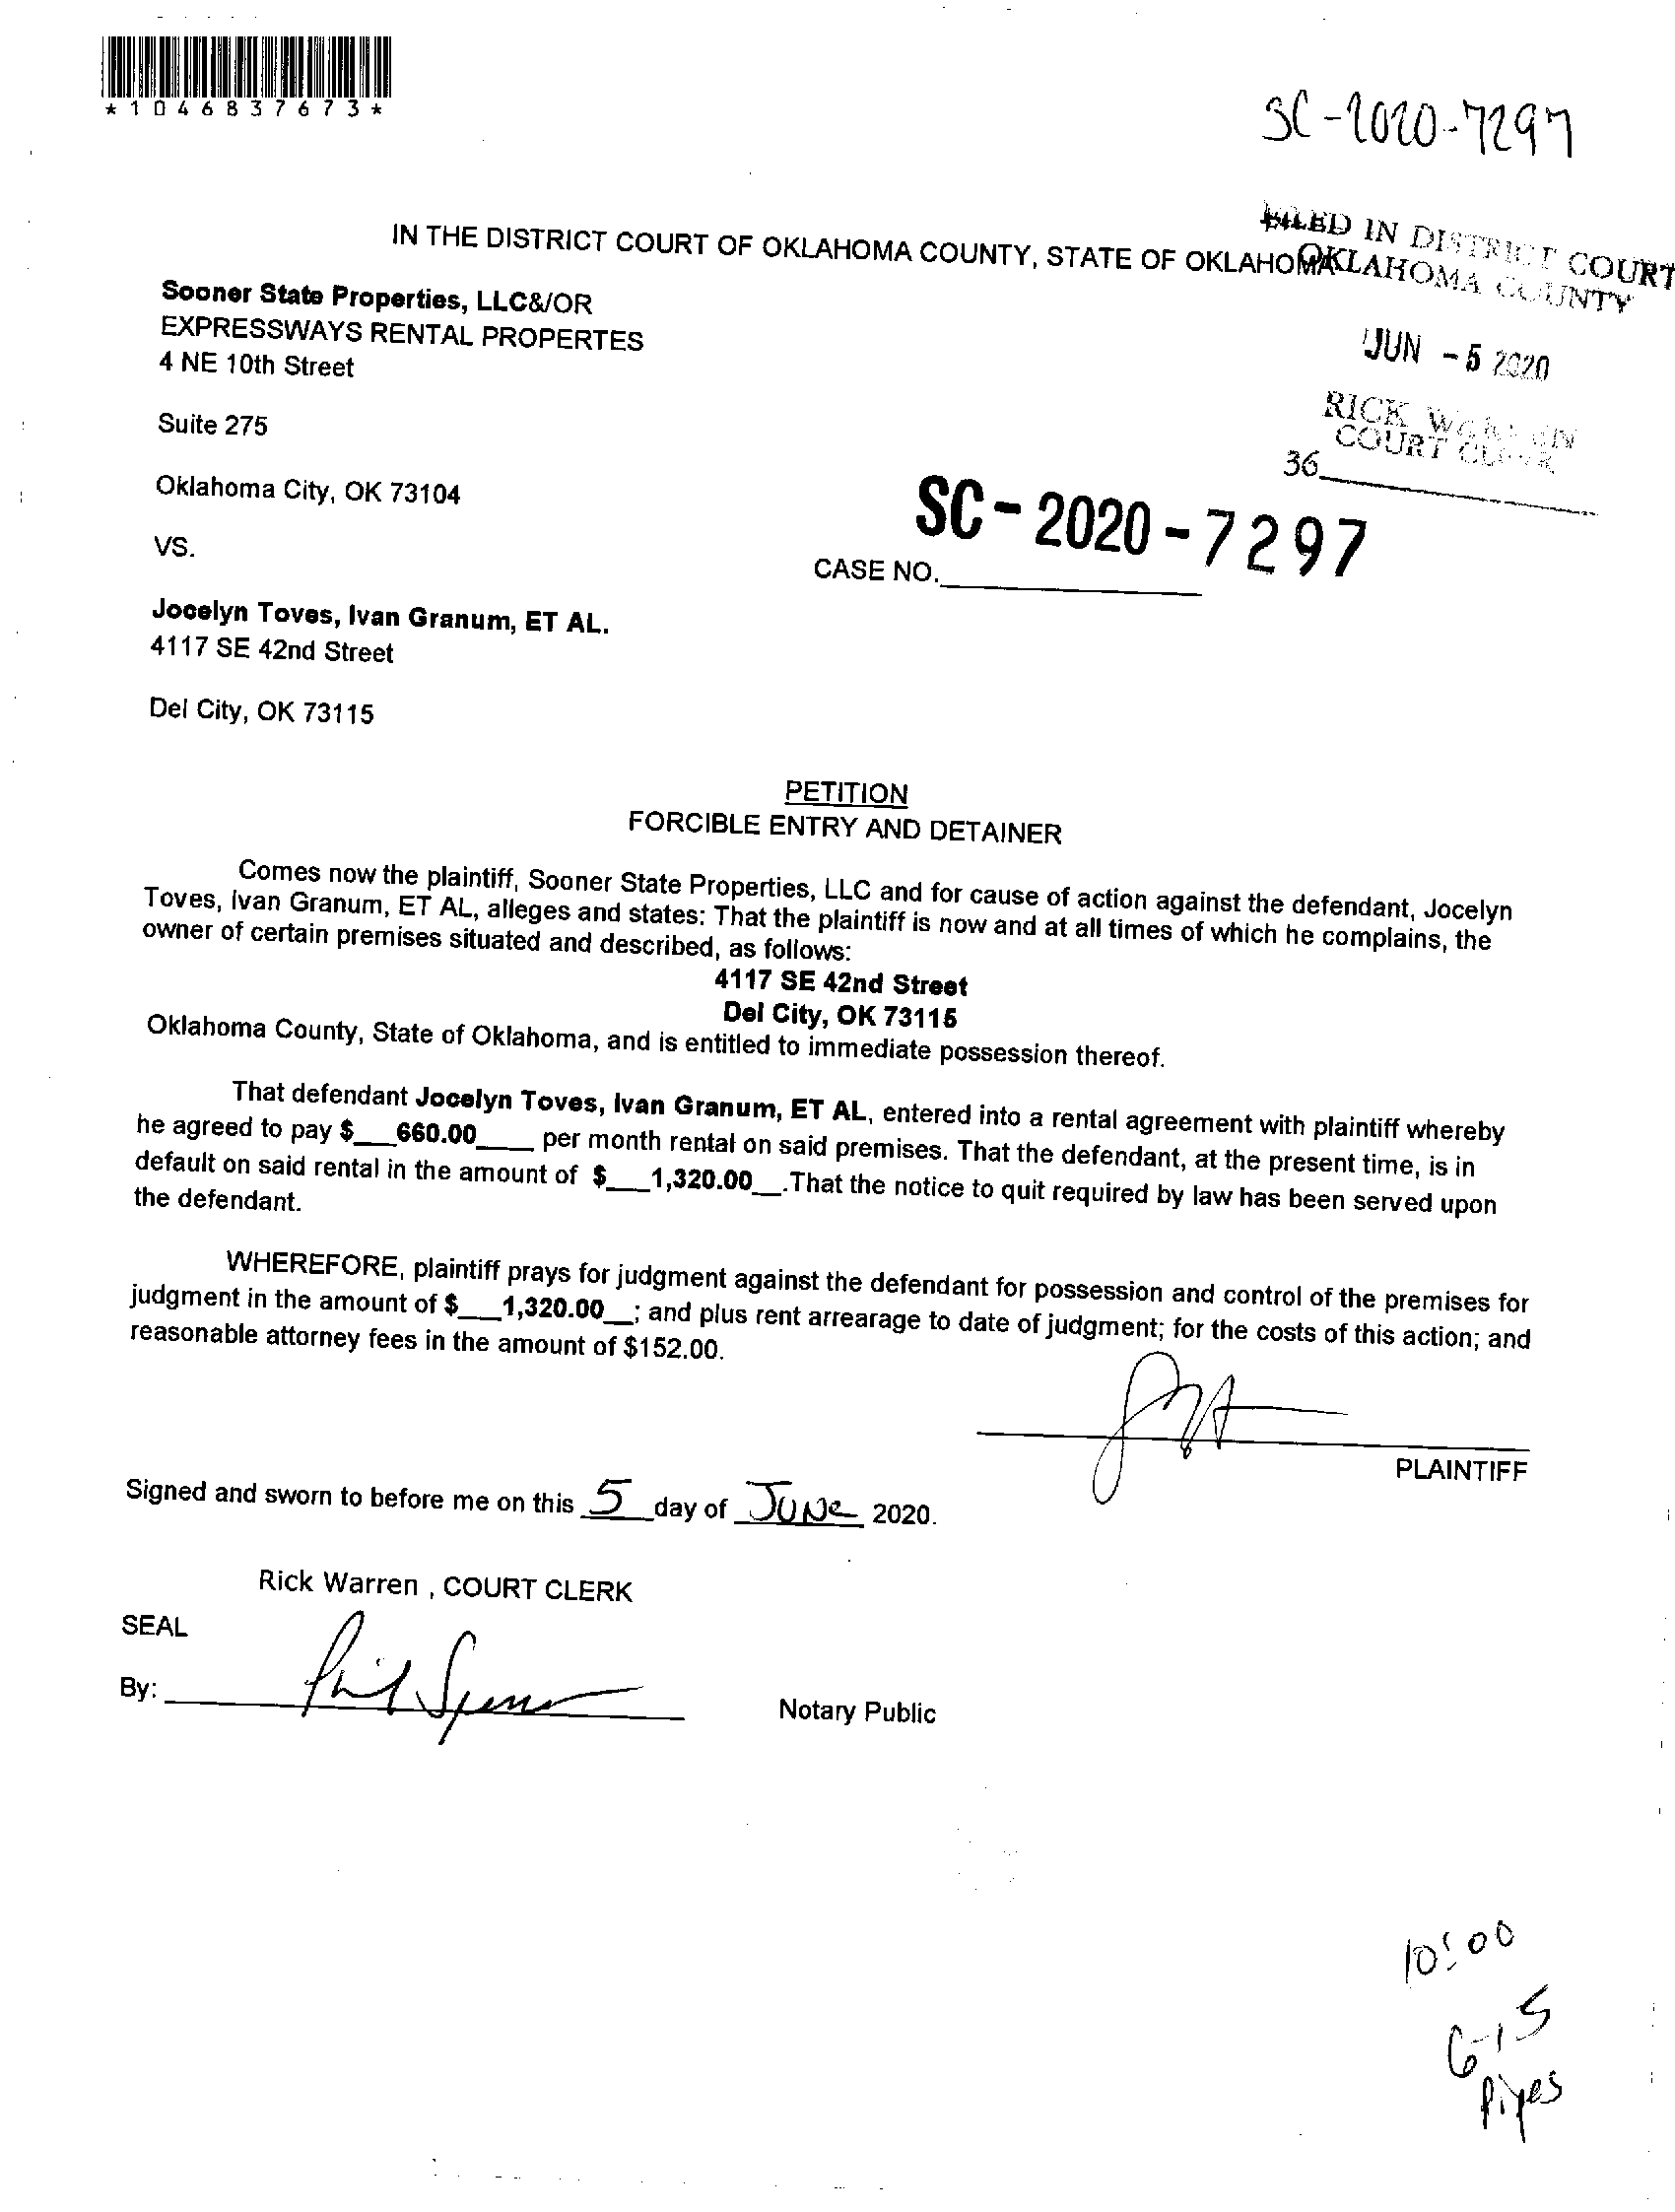 *1046837673*
SC-2020-7297
IN THE DISTRICT COURT OF OKLAHOMA COUNTY, STATE OF OKLAHOMA
FILED IN DISTRICT COURT
OKLAHOMA COUNTY
JUN - 5 2020
RICK WARREN
COURT CLERK
36
Sooner State Properties, LLC&/OR
EXPRESSWAYS RENTAL PROPERTES
4 NE 10th Street
Suite 275
Oklahoma City, OK 73104
VS.
SC-2020-7297
CASE NO.
Jocelyn Toves, Ivan Granum, ET AL.
4117 SE 42nd Street
Del City, OK 73115
PETITION
FORCIBLE ENTRY AND DETAINER
Comes now the plaintiff, Sooner State Properties, LLC and for cause of action against the defendant, Jocelyn
Toves, Ivan Granum, ET AL, alleges and states: That the plaintiff is now and at all times of which he complains, the
owner of certain premises situated and described, as follows:
4117 SE 42nd Street
Del City, OK 73115
Oklahoma County, State of Oklahoma, and is entitled to immediate possession thereof.
That defendant Jocelyn Toves, Ivan Granum, ET AL, entered into a rental agreement with plaintiff whereby
he agreed to pay $___660.00____ per month rental on said premises. That the defendant, at the present time, is in
default on said rental in the amount of $___1,320.00__.That the notice to quit required by law has been served upon
the defendant.
WHEREFORE, plaintiff prays for judgment against the defendant for possession and control of the premises for
judgment in the amount of $___1,320.00__; and plus rent arrearage to date of judgment; for the costs of this action; and
reasonable attorney fees in the amount of $152.00.
PLAINTIFF
Signed and sworn to before me on this 5 day of JUNe 2020.
Rick Warren , COURT CLERK
SEAL
By:
Notary Public
10:00
6-15
Pipes